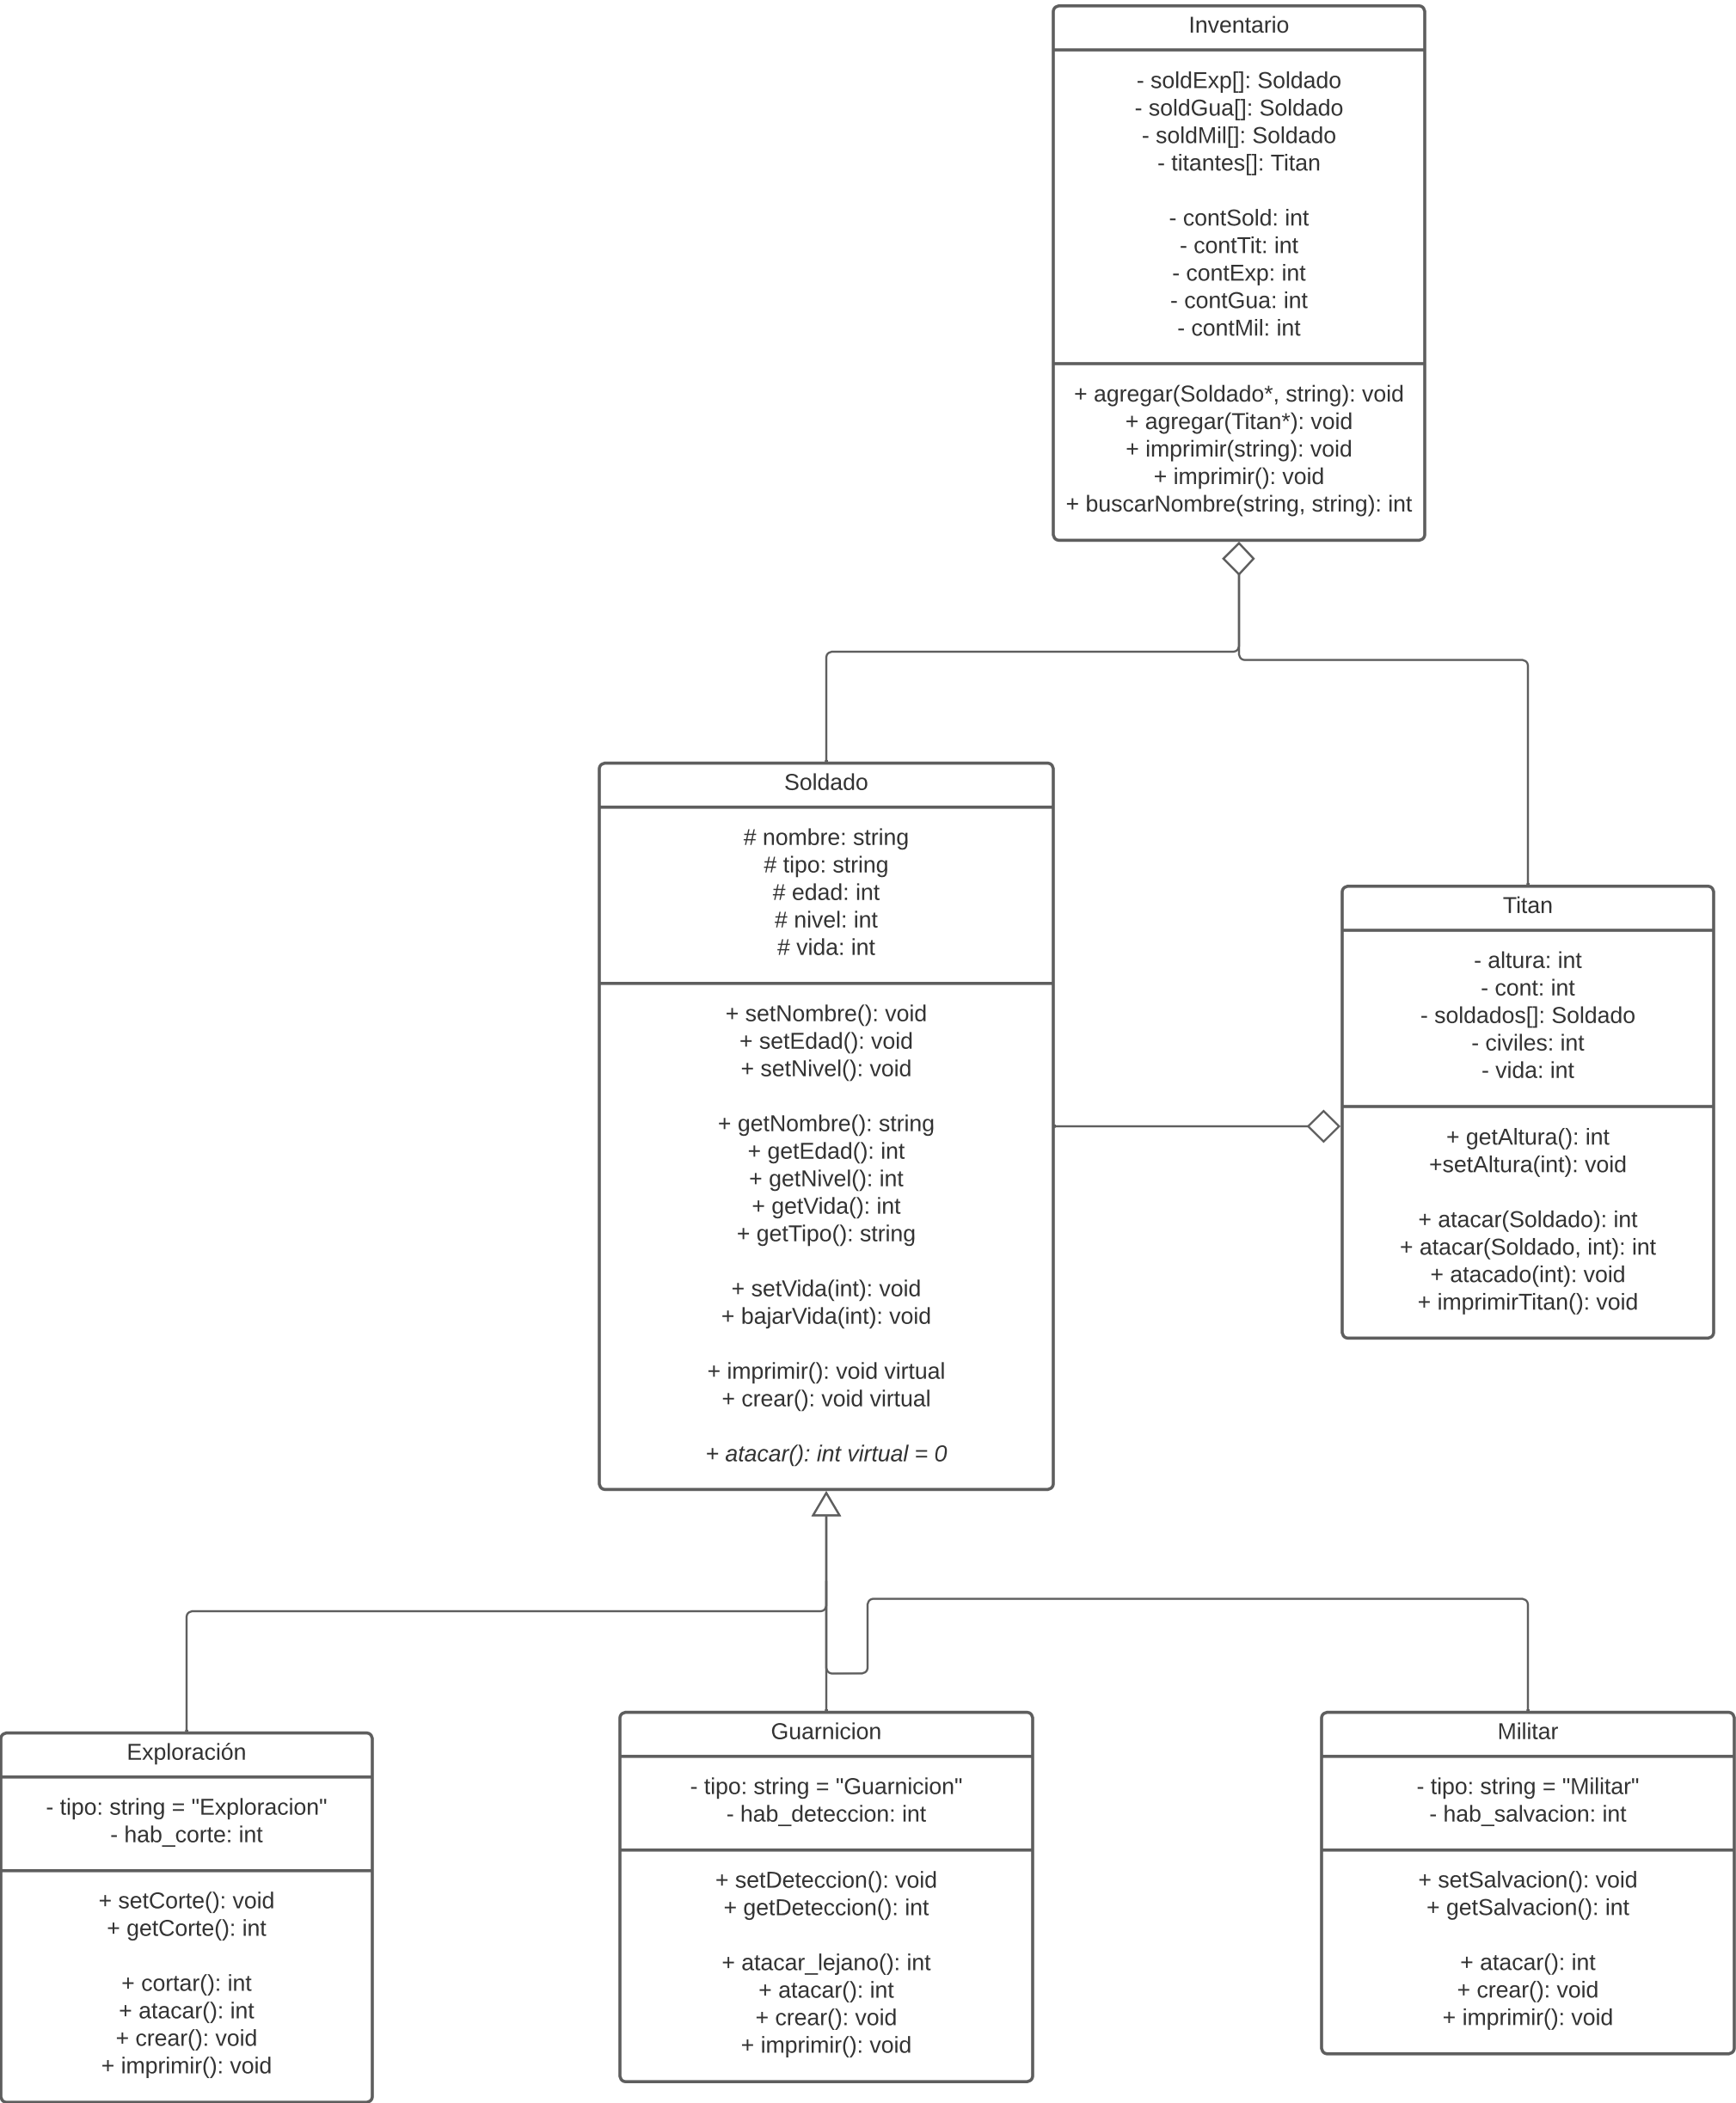 Inventario
- soldExp[]: Soldado
- soldGua[]: Soldado
- soldMil[]: Soldado
- titantes[]: Titan
- contSold: int
- contTit: int
- contExp: int
- contGua: int
- contMil: int
+ agregar(Soldado*, string): void
+ agregar(Titan*): void
+ imprimir(string): void
+ imprimir(): void
+ buscarNombre(string, string): int
Soldado
# nombre: string
# tipo: string
# edad: int
# nivel: int
# vida: int
+ setNombre(): void
+ setEdad(): void
+ setNivel(): void
+ getNombre(): string
+ getEdad(): int
+ getNivel(): int
+ getVida(): int
+ getTipo(): string
+ setVida(int): void
+ bajarVida(int): void
+ imprimir(): void virtual
+ crear(): void virtual
+ atacar(): int virtual = 0
Titan
- altura: int
- cont: int
- soldados[]: Soldado
- civiles: int
- vida: int
+ getAltura(): int
+setAltura(int): void
+ atacar(Soldado): int
+ atacar(Soldado, int): int
+ atacado(int): void
+ imprimirTitan(): void
Exploración
- tipo: string = "Exploracion"
- hab_corte: int
+ setCorte(): void
+ getCorte(): int
+ cortar(): int
+ atacar(): int
+ crear(): void
+ imprimir(): void
Guarnicion
- tipo: string = "Guarnicion"
- hab_deteccion: int
+ setDeteccion(): void
+ getDeteccion(): int
+ atacar_lejano(): int
+ atacar(): int
+ crear(): void
+ imprimir(): void
Militar
- tipo: string = "Militar"
- hab_salvacion: int
+ setSalvacion(): void
+ getSalvacion(): int
+ atacar(): int
+ crear(): void
+ imprimir(): void